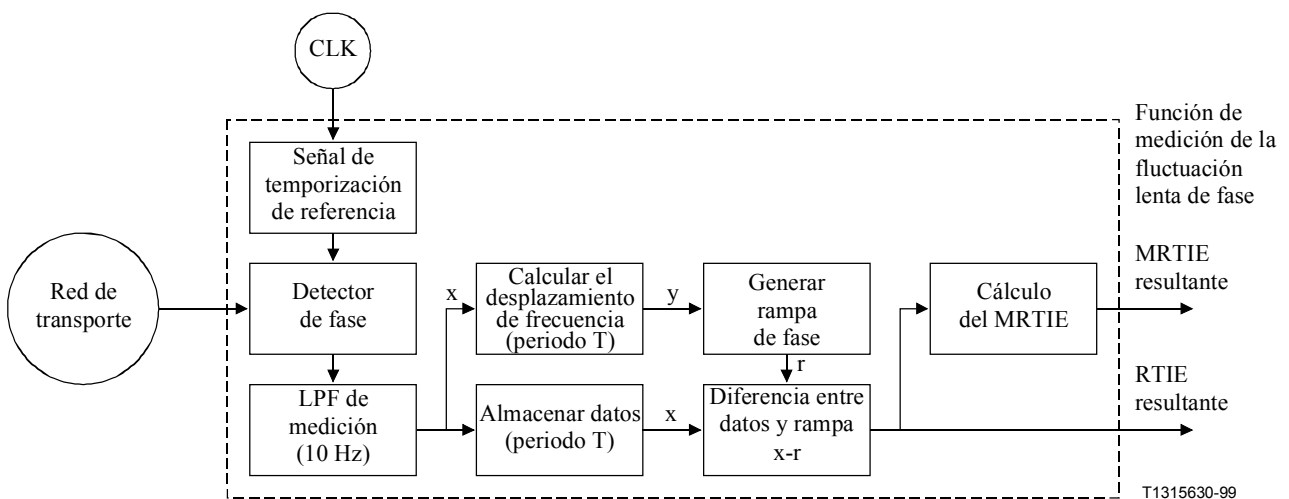 CLK
Función de
medición de la
fluctuación
lenta de fase
Señal de
temporización
de referencia
MRTIE
resultante
Red de
transporte
Detector
de fase
x
Calcular el
desplazamiento
de frecuencia
(periodo T)
y
Generar
rampa
de fase
Cálculo
del MRTIE
r
RTIE
resultante
LPF de
medición
(10 Hz)
Almacenar datos
(periodo T)
x
Diferencia entre
datos y rampa
x-r
T1315630-99